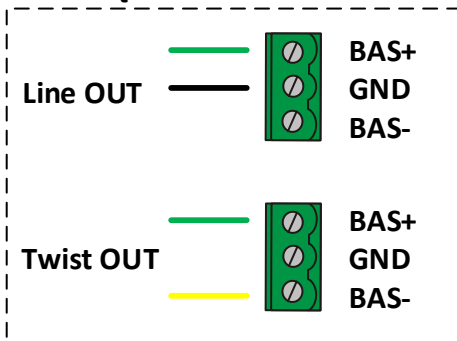 Line OUT
BAS+
GND
BAS-
Twist OUT
BAS+
GND
BAS-